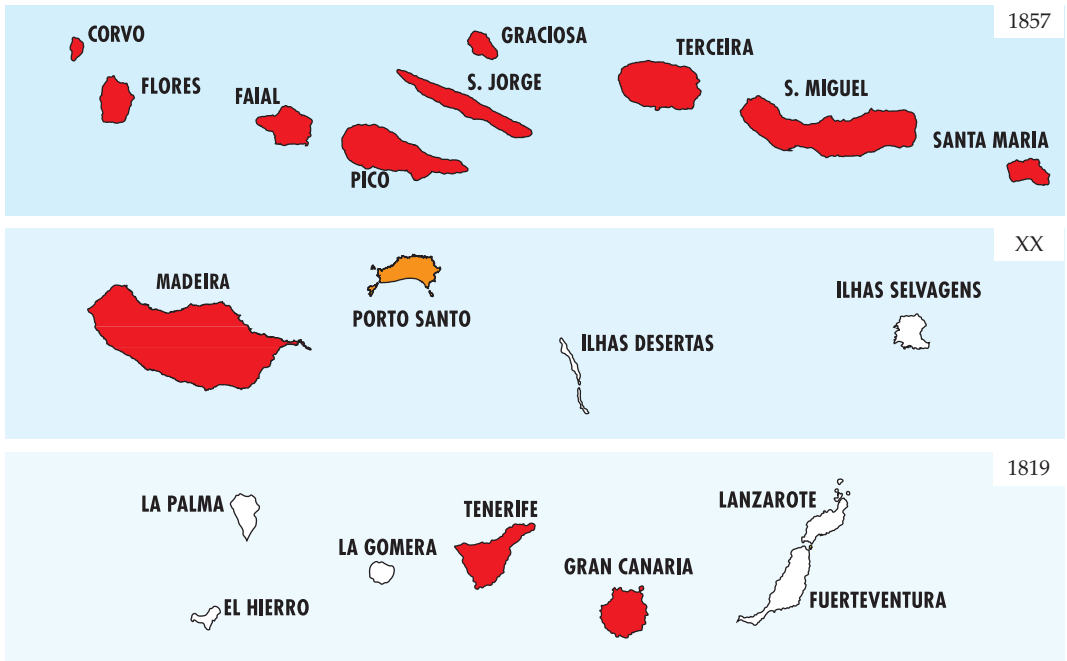 1857
CORVO
GRACIOSA
TERCEIRA
FLORES
S. JORGE
S. MIGUEL
FAIAL
SANTA MARIA
PICO
XX
MADEIRA
ILHAS SELVAGENS
PORTO SANTO
ILHAS DESERTAS
1819
LA PALMA
LANZAROTE
TENERIFE
LA GOMERA
GRAN CANARIA
EL HIERRO
FUERTEVENTURA